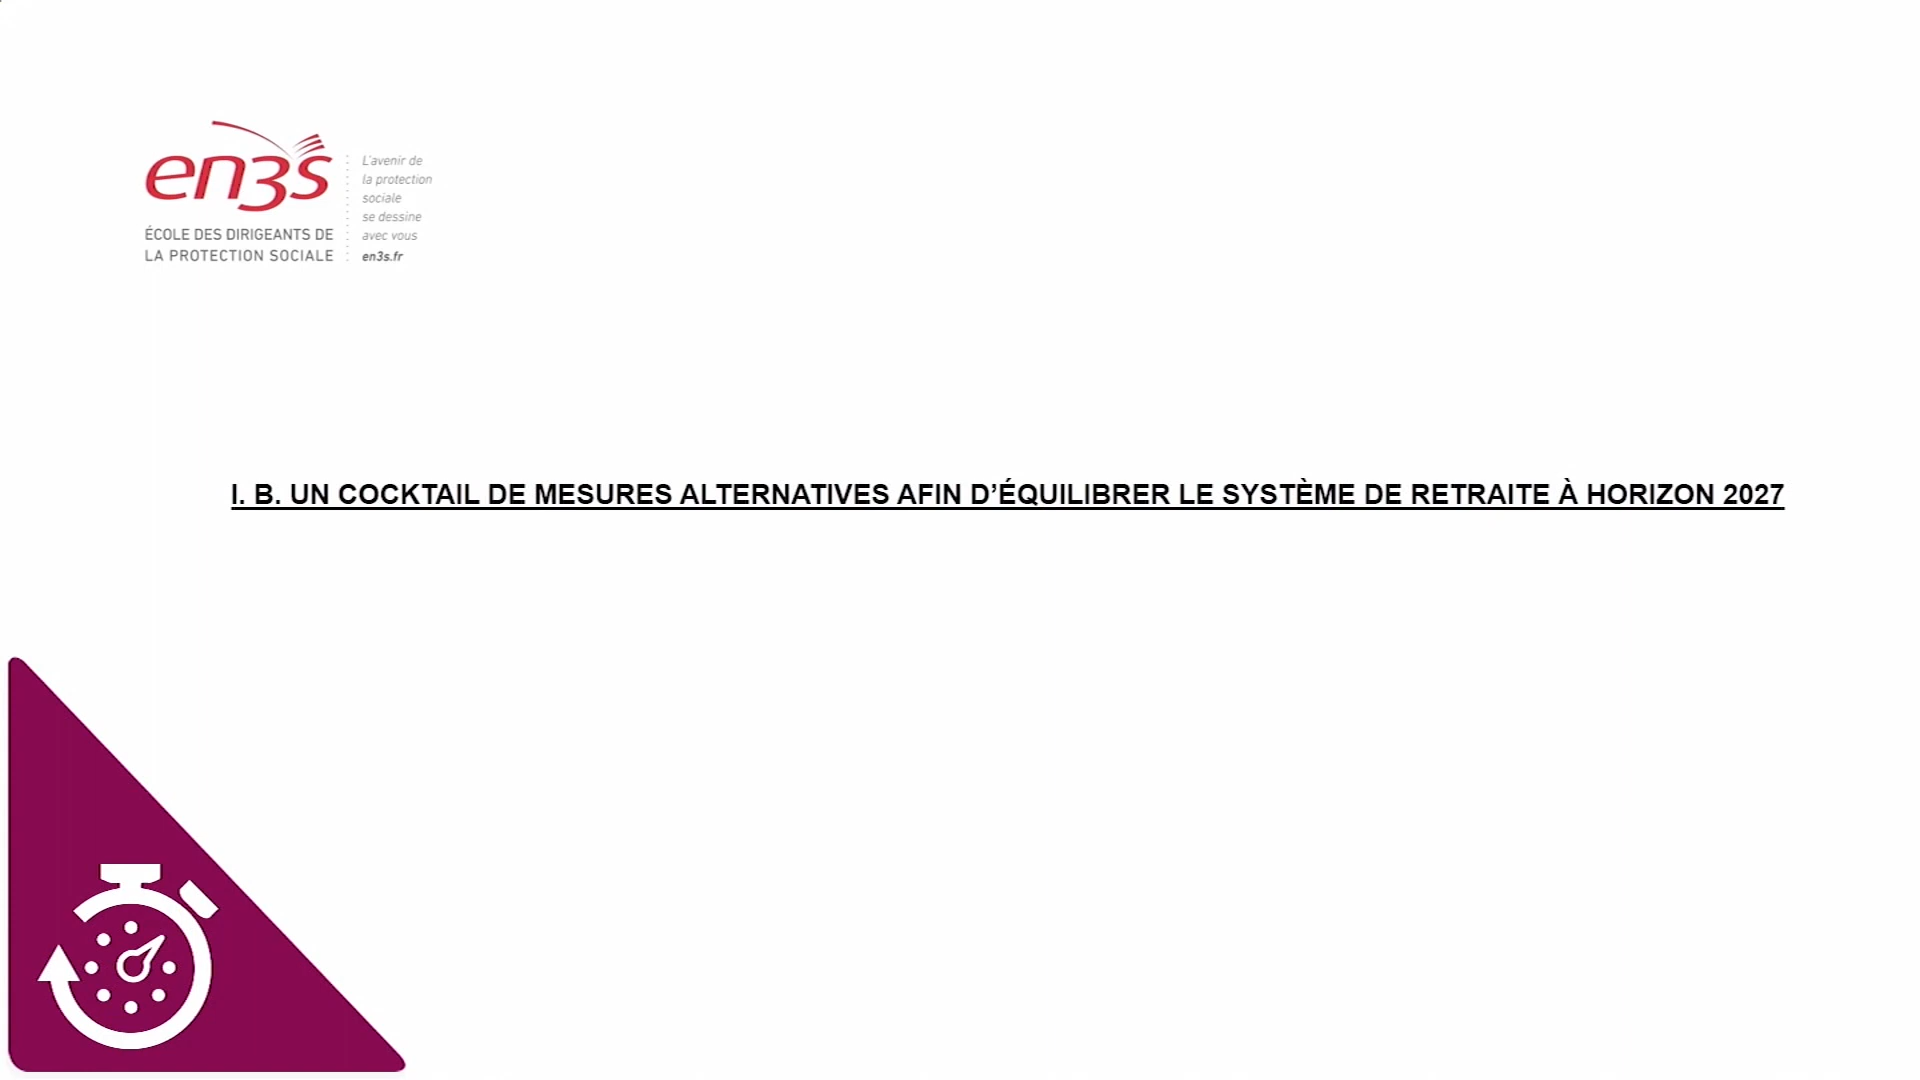 en3s
ÉCOLE DES DIRIGEANTS DE
LA PROTECTION SOCIALE
L'avenir de
la protection
sociale
se dessine
avec vous
en3s.fr
I. B. UN COCKTAIL DE MESURES ALTERNATIVES AFIN D’ÉQUILIBRER LE SYSTÈME DE RETRAITE À HORIZON 2027